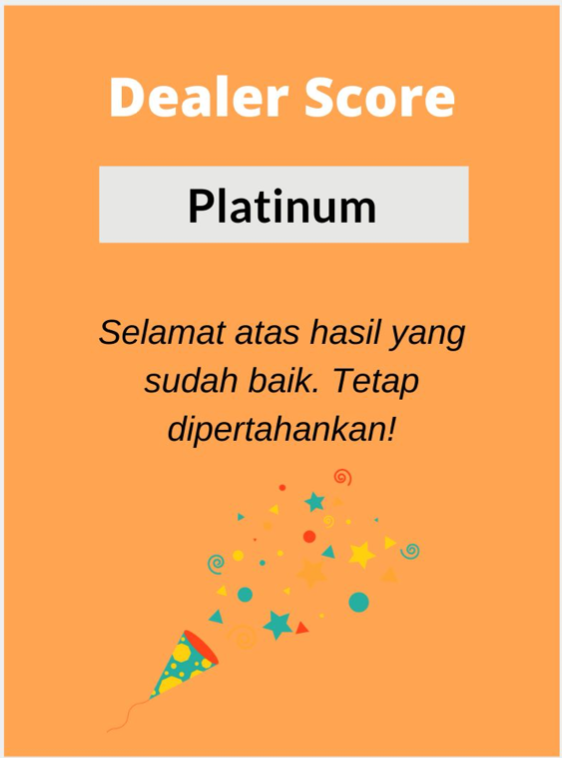 Dealer Score
Platinum
Selamat atas hasil yang
sudah baik. Tetap
dipertahankan!